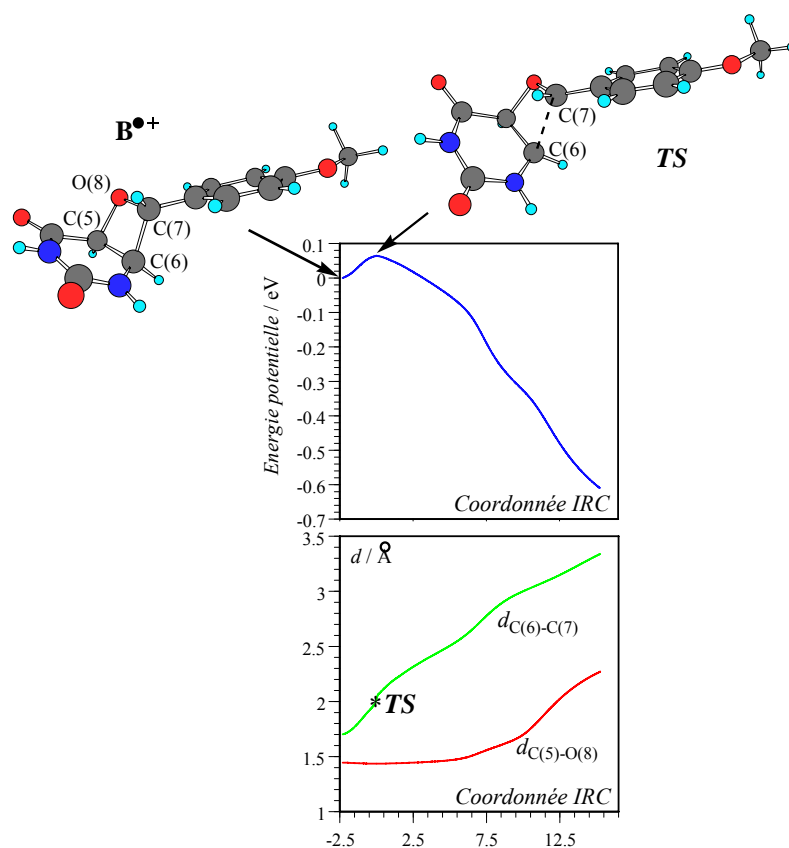 C(7)
C(6)
TS
B●+
O(8)
C(5)
C(7)
C(6)
0.1
0
-0.1
-0.2
-0.3
-0.4
-0.5
-0.6
-0.7
Energie potentielle / eV
Coordonnée IRC
3.5
3
2.5
2
1.5
1
d / Å
dC(6)-C(7)
*TS
dC(5)-O(8)
Coordonnée IRC
-2.5 2.5 7.5 12.5